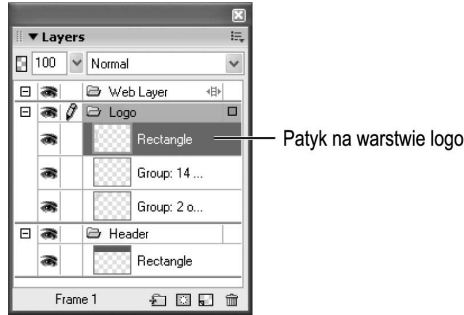 Layers
100 Normal
Web Layer
Logo
Rectangle
Patyk na warstwie logo
Group: 14 ...
Group: 2 o...
Header
Rectangle
Frame 1